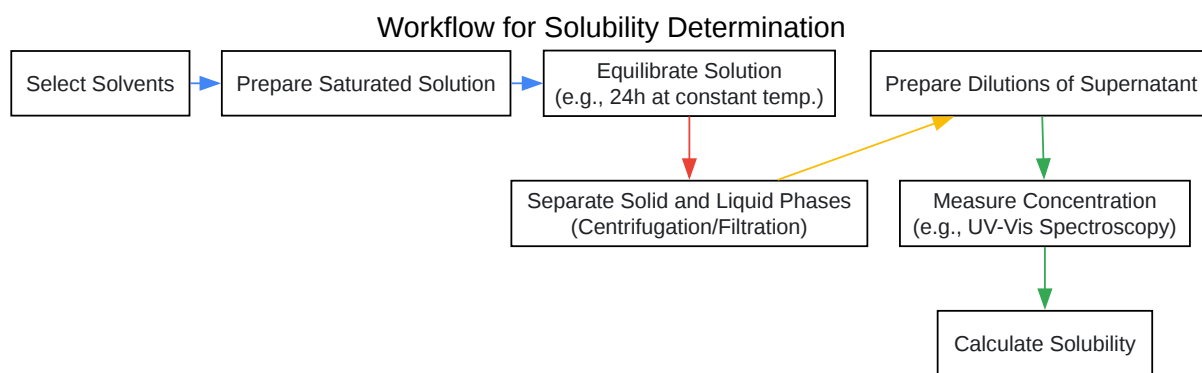 Workflow for Solubility Determination
Select Solvents
Prepare Saturated Solution
Equilibrate Solution
(e.g., 24h at constant temp.)
Separate Solid and Liquid Phases
(Centrifugation/Filtration)
Prepare Dilutions of Supernatant
Measure Concentration
(e.g., UV-Vis Spectroscopy)
Calculate Solubility